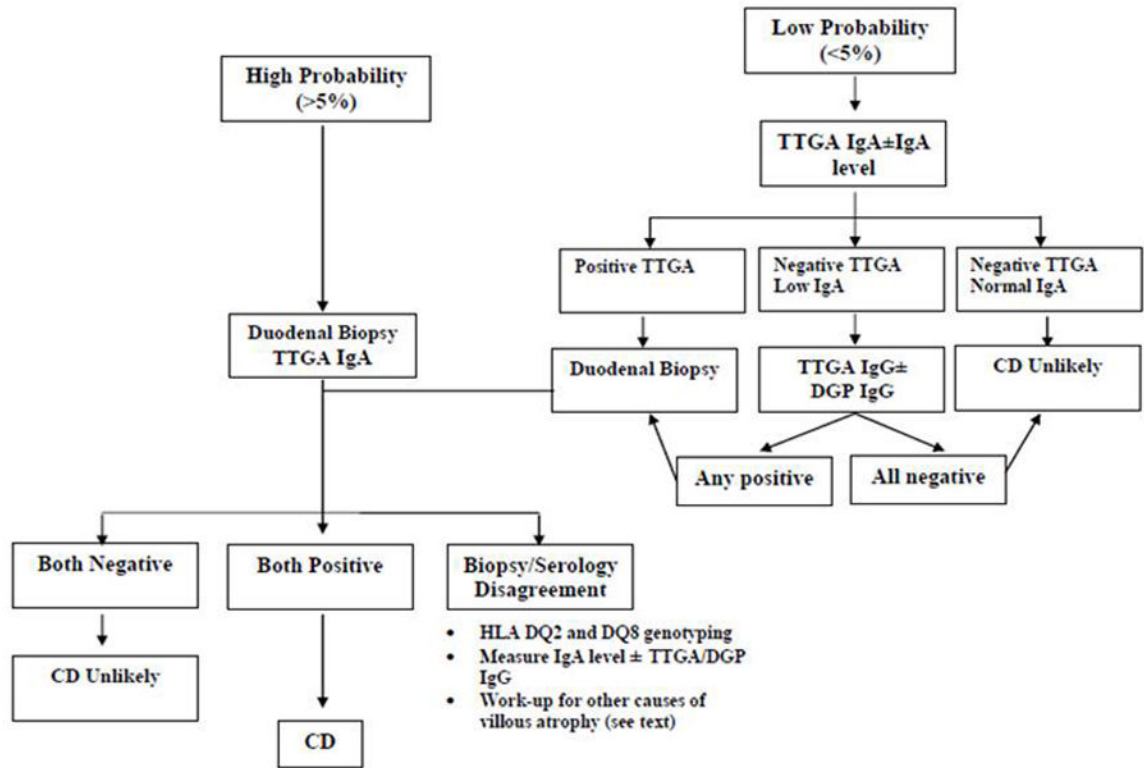 Low Probability
(<5%)
High Probability
(>5%)
TTGA IgA±IgA
level
Positive TTGA
Negative TTGA
Low IgA
Negative TTGA
Normal IgA
Duodenal Biopsy
TTGA IgA
Duodenal Biopsy
TTGA IgG±
DGP IgG
CD Unlikely
Any positive
All negative
Both Negative
Both Positive
Biopsy/Serology
Disagreement
• HLA DQ2 and DQ8 genotyping
• Measure IgA level ± TTGA/DGP
IgG
• Work-up for other causes of
villous atrophy (see text)
CD Unlikely
CD